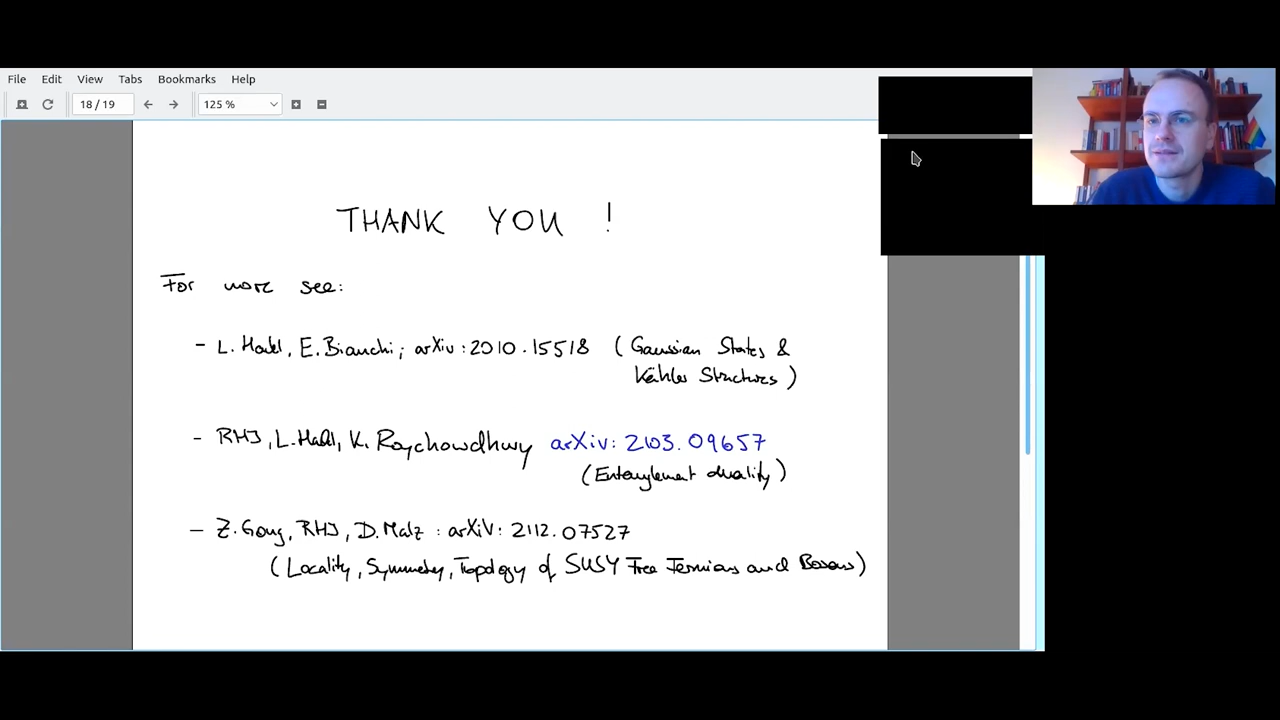 File Edit View Tabs Bookmarks Help
18 / 19
125 %
THANK YOU !
For more see:
- L. Hackl, E. Bianchi; arXiv: 2010.15518 (Gaussian States &
Kähler Structures)
- RHJ, L. Hackl, K. Raychowdhury arXiv: 2103.09657
(Entanglement duality)
- Z. Gong, RHJ, D. Malz : arXiV: 2112.07527
(Locality, Symmetry, Topology of SUSY Free Fermions and Bosons)